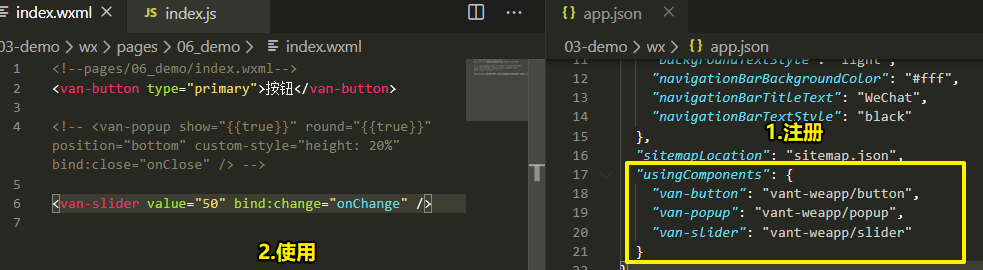 index.wxml
JS index.js
...
03-demo > wx > pages > 06_demo > index.wxml
1 <!--pages/06_demo/index.wxml-->
2 <van-button type="primary">按钮</van-button>
3
4 <!-- <van-popup show="{{true}}" round="{{true}}"
position="bottom" custom-style="height: 20%"
bind:close="onClose" /> -->
5
6 <van-slider value="50" bind:change="onChange" />
7
2.使用
{} app.json
03-demo > wx > {} app.json
11 "backgroundTextStyle": "light",
12 "navigationBarBackgroundColor": "#fff",
13 "navigationBarTitleText": "WeChat",
14 "navigationBarTextStyle": "black"
1.注册
15 },
16 "sitemapLocation": "sitemap.json",
17 "usingComponents": {
18 "van-button": "vant-weapp/button",
19 "van-popup": "vant-weapp/popup",
20 "van-slider": "vant-weapp/slider"
21 }
22 }